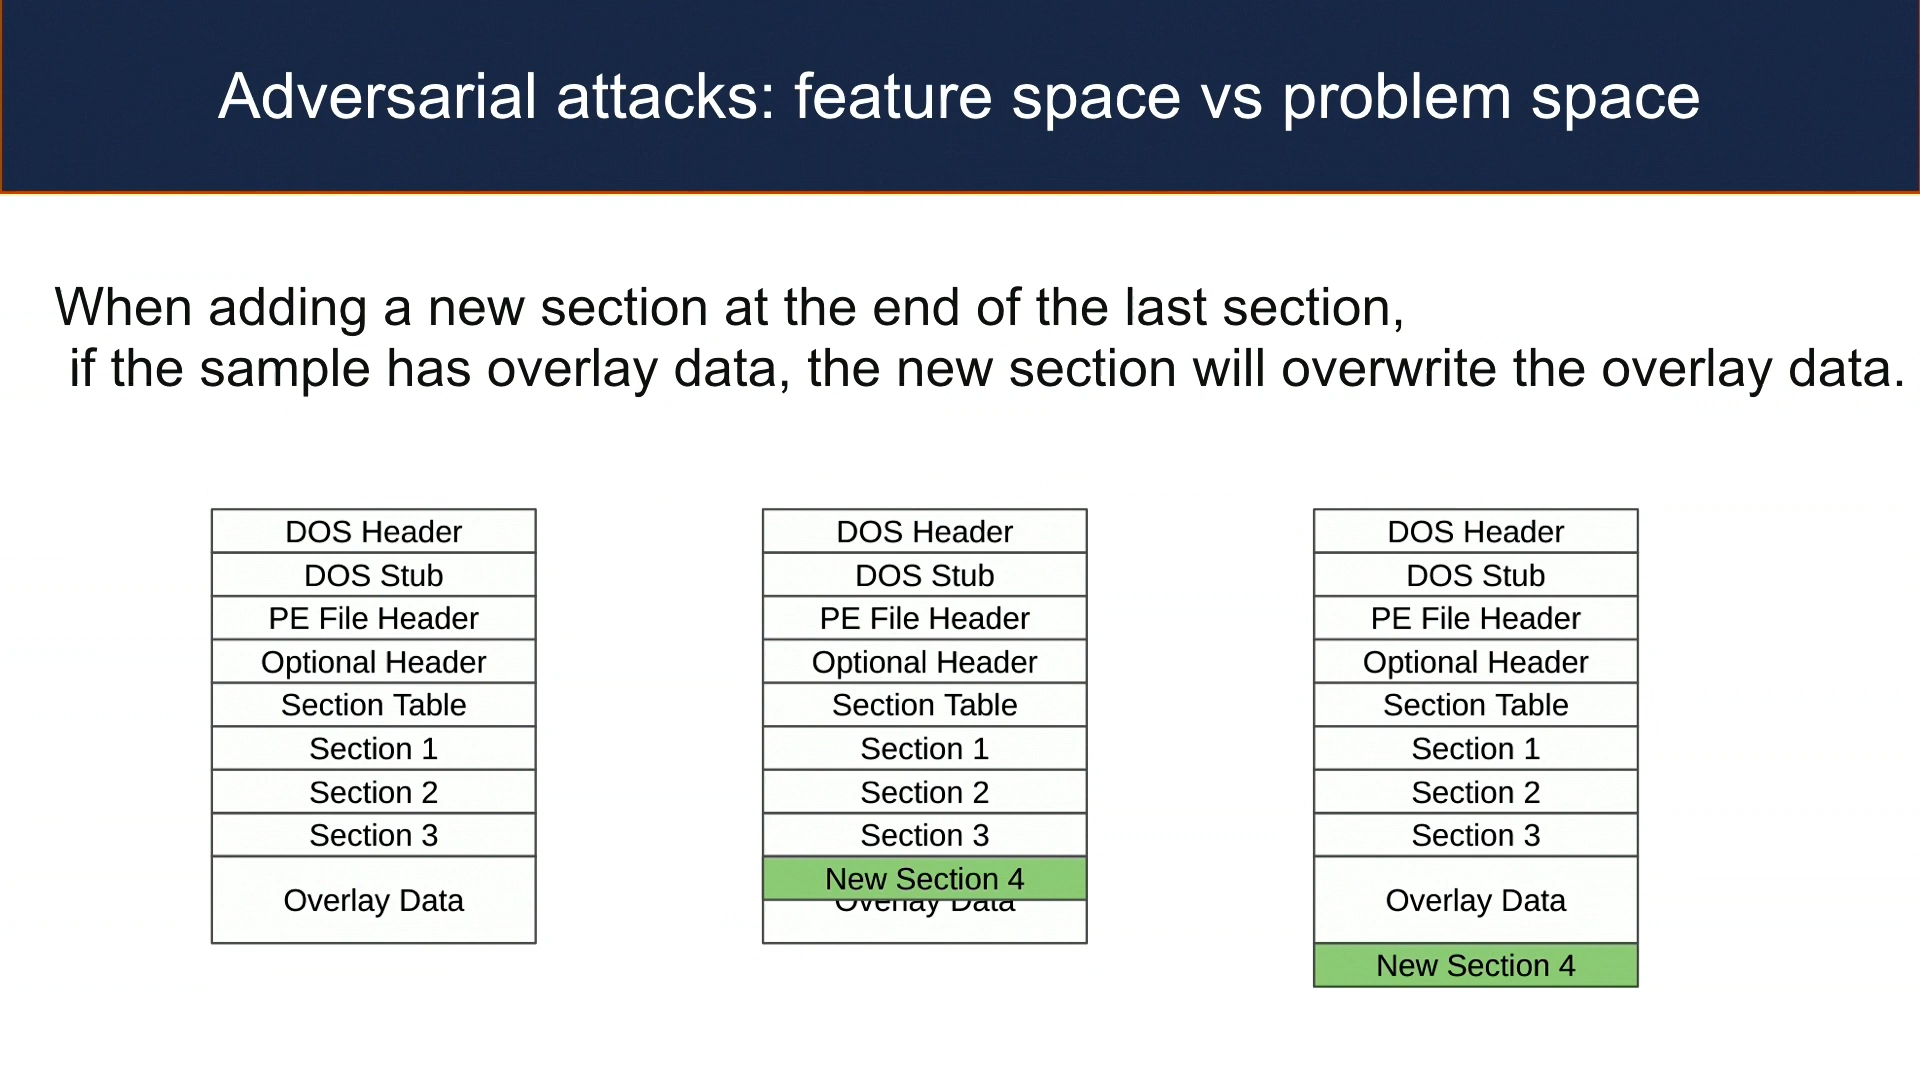 Adversarial attacks: feature space vs problem space
When adding a new section at the end of the last section,
if the sample has overlay data, the new section will overwrite the overlay data.
DOS Header
DOS Stub
PE File Header
Optional Header
Section Table
Section 1
Section 2
Section 3
Overlay Data
DOS Header
DOS Stub
PE File Header
Optional Header
Section Table
Section 1
Section 2
Section 3
New Section 4
Overlay Data
DOS Header
DOS Stub
PE File Header
Optional Header
Section Table
Section 1
Section 2
Section 3
Overlay Data
New Section 4